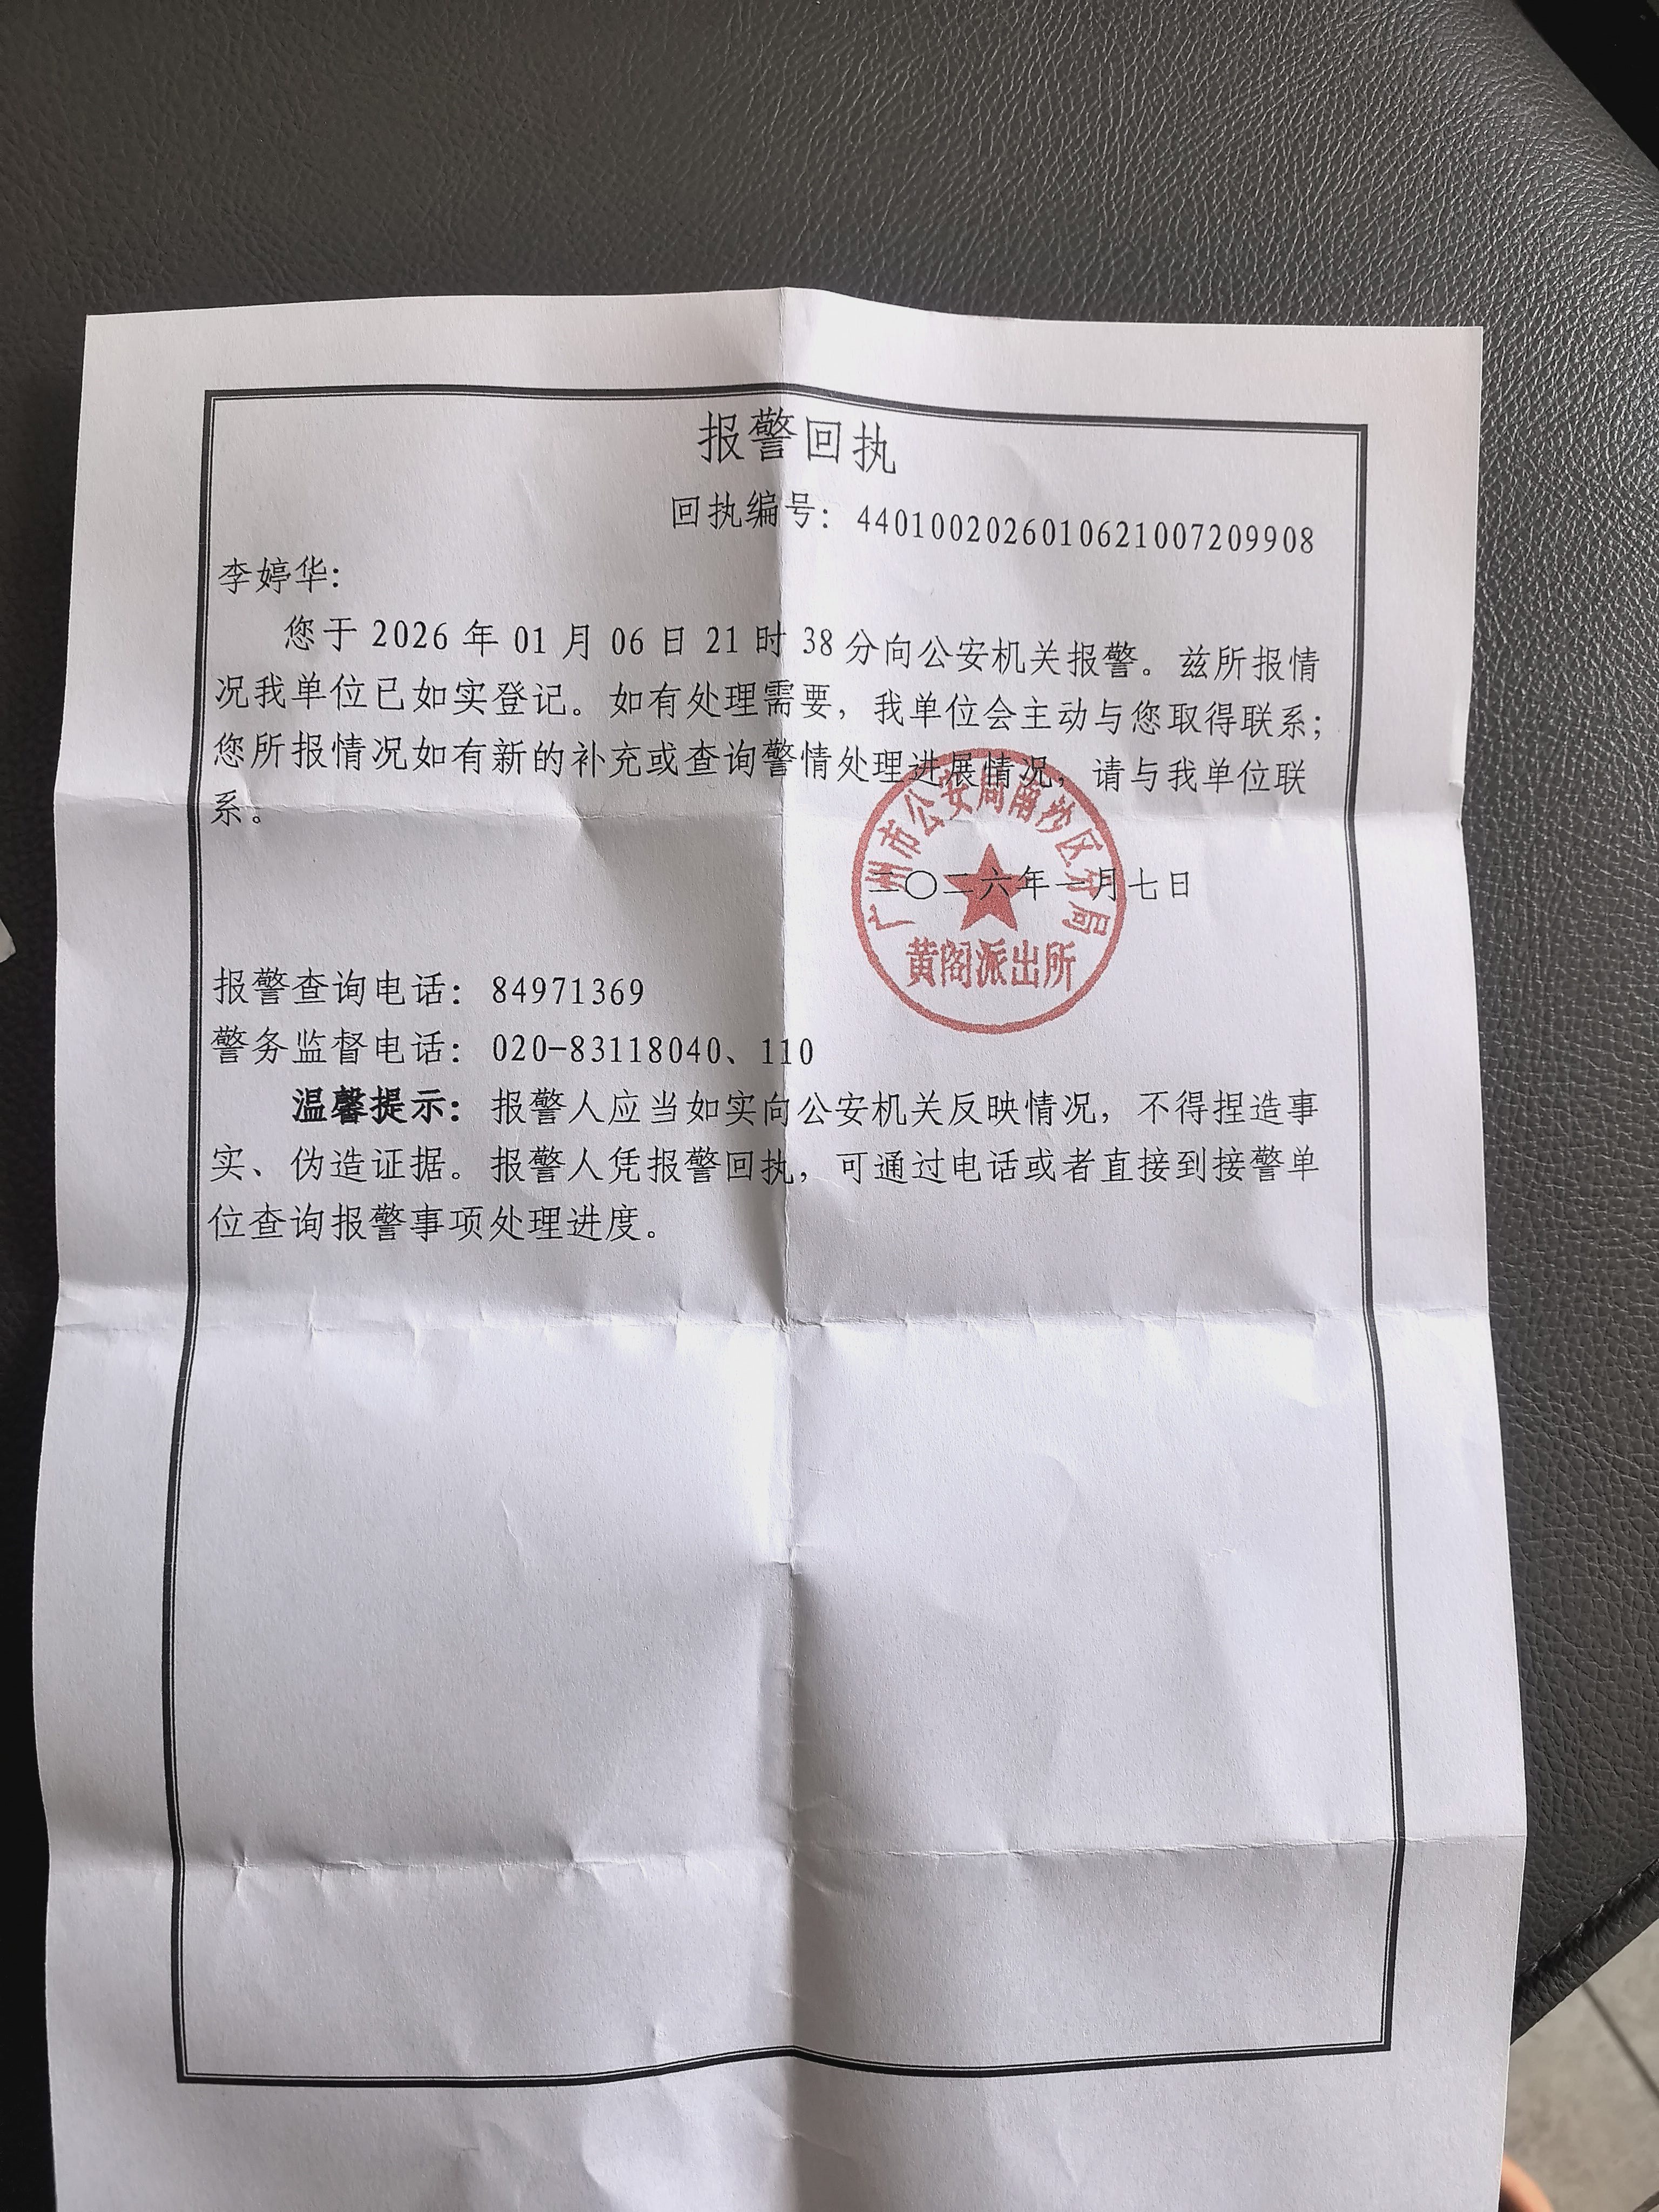 报警回执
回执编号：44010020260106210072099​08
李婷华：
您于 2026 年 01 月 06 日 21 时 38 分向公安机关报警。兹所报情
况我单位已如实登记。如有处理需要，我单位会主动与您取得联系；
您所报情况如有新的补充或查询警情处理进展情况，请与我单位联
系。
广州市公安局南沙区分局
二〇二六年一月七日
黄阁派出所
报警查询电话：84971369
警务监督电话：020-83118040、110
温馨提示：报警人应当如实向公安机关反映情况，不得捏造事
实、伪造证据。报警人凭报警回执，可通过电话或者直接到接警单
位查询报警事项处理进度。